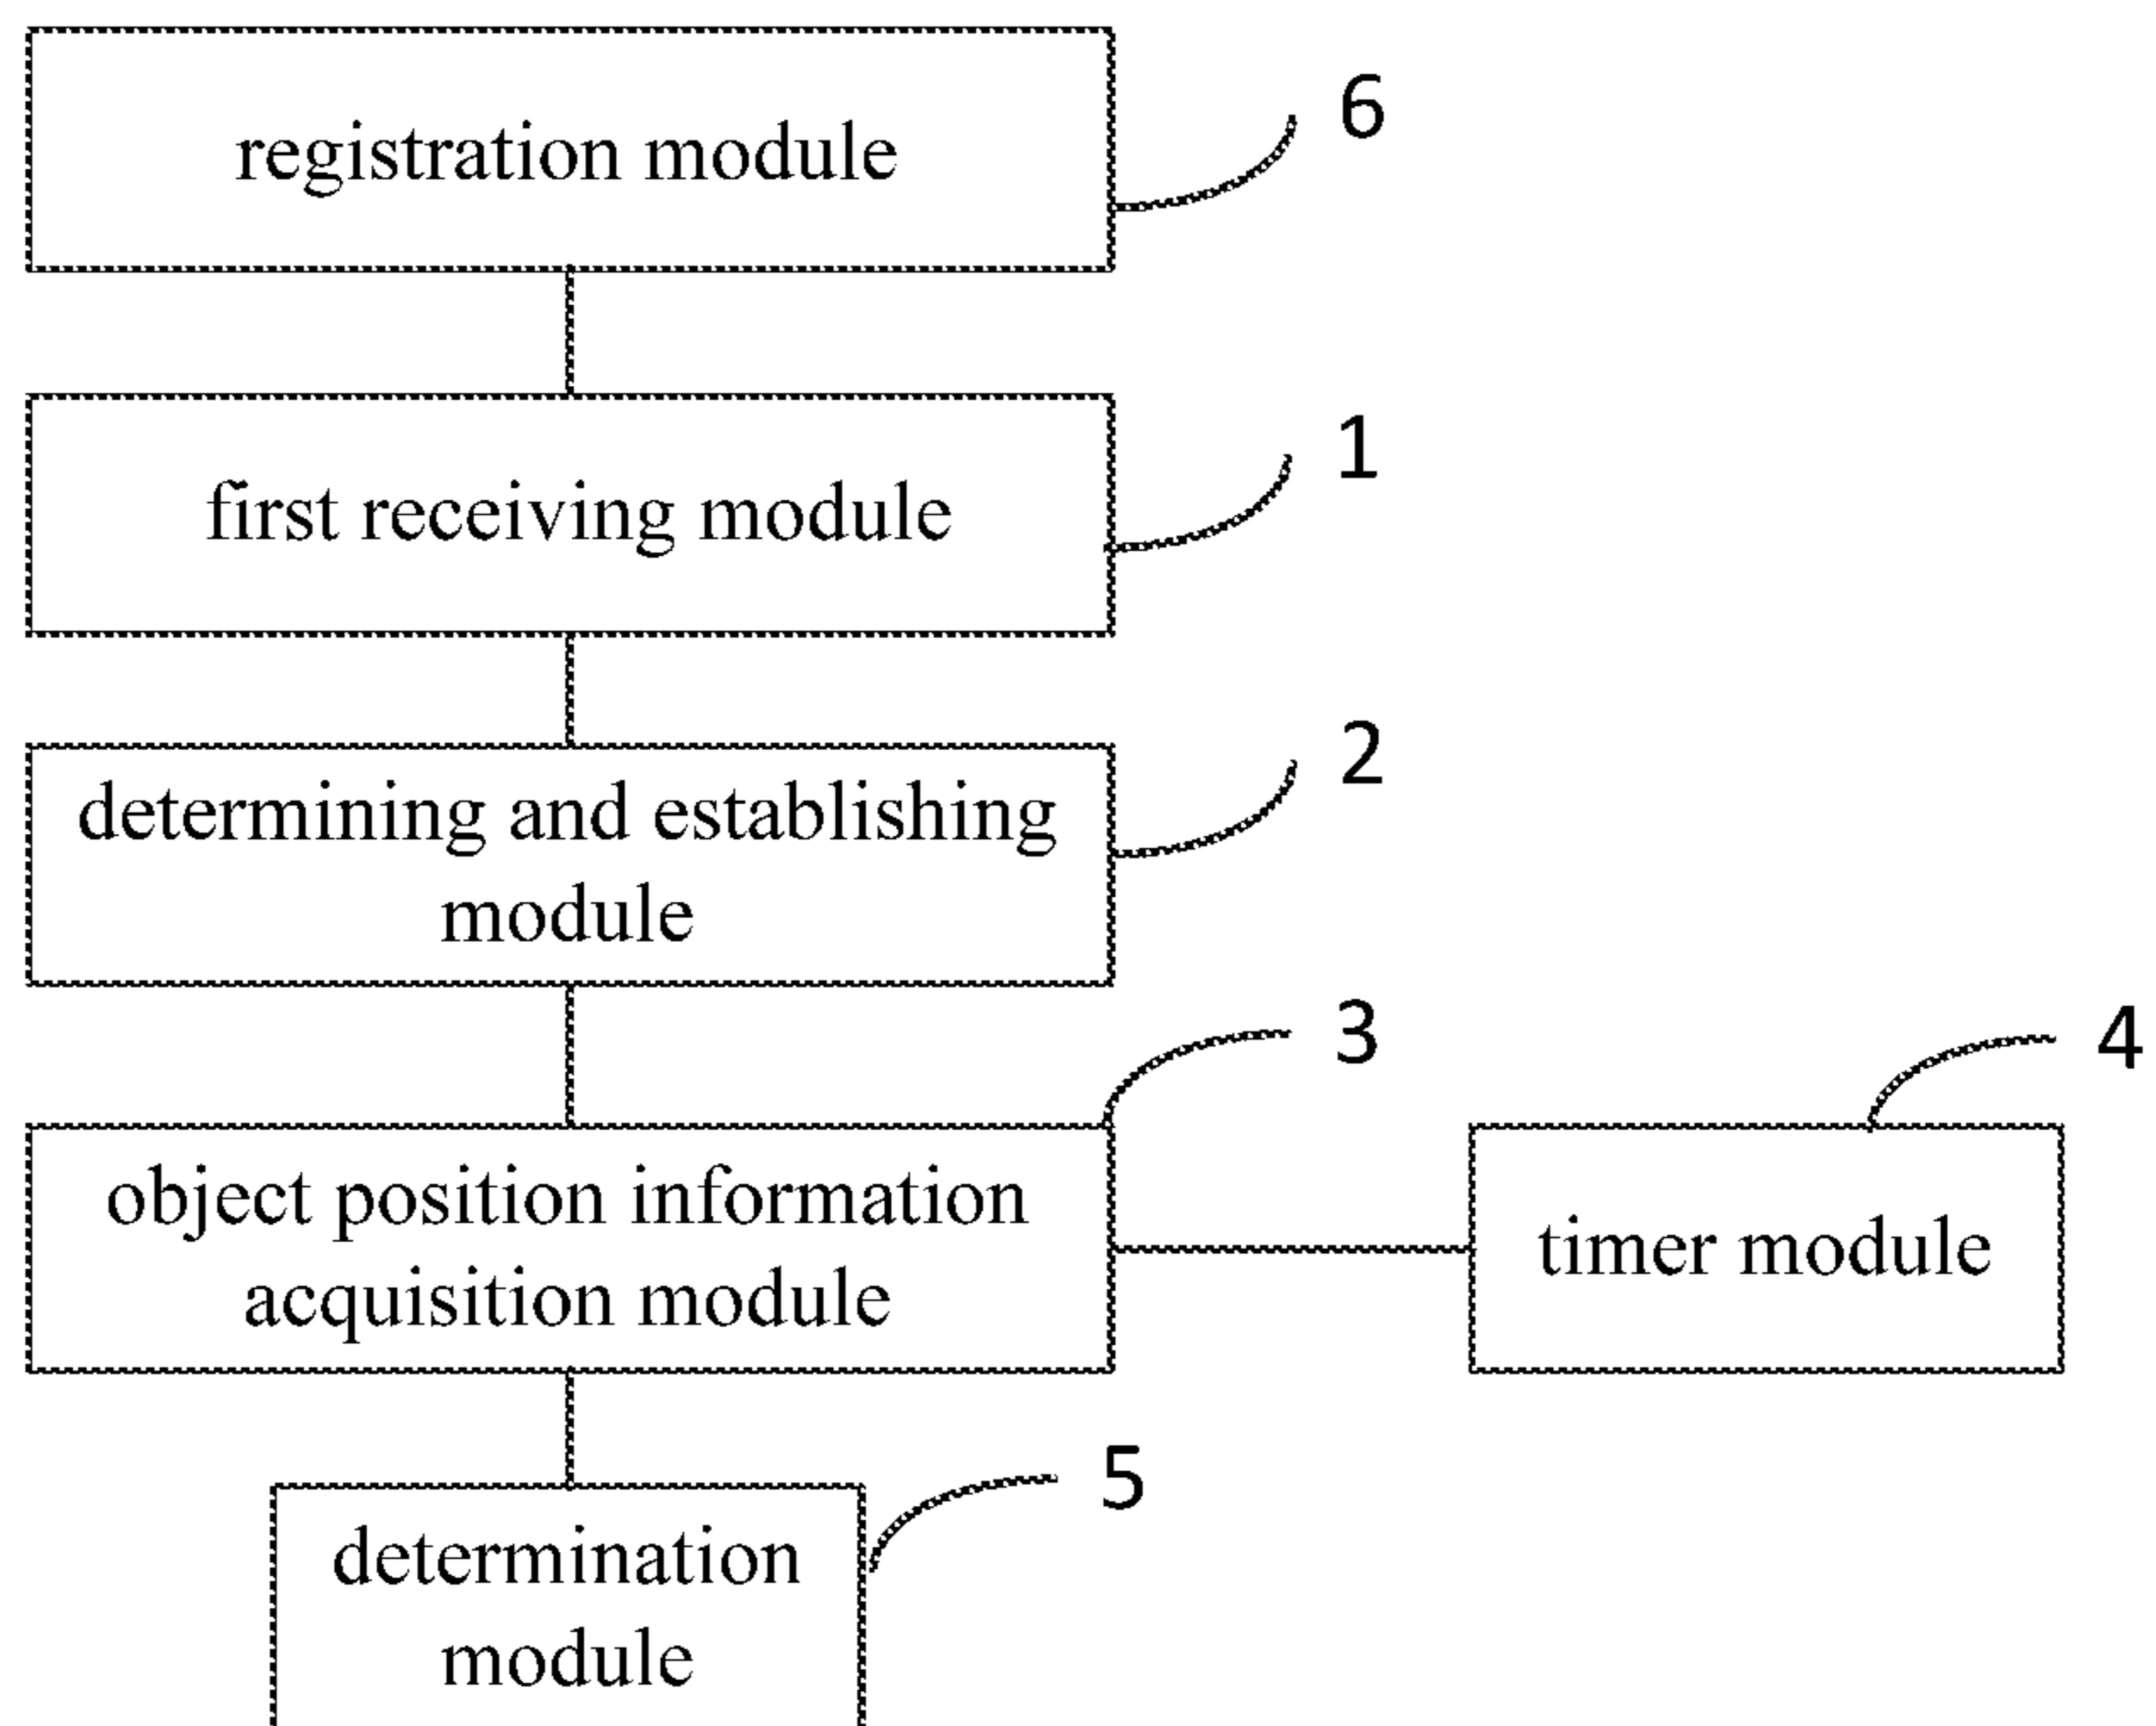 registration module
6
first receiving module
1
determining and establishing
module
2
object position information
acquisition module
3
timer module
4
determination
module
5